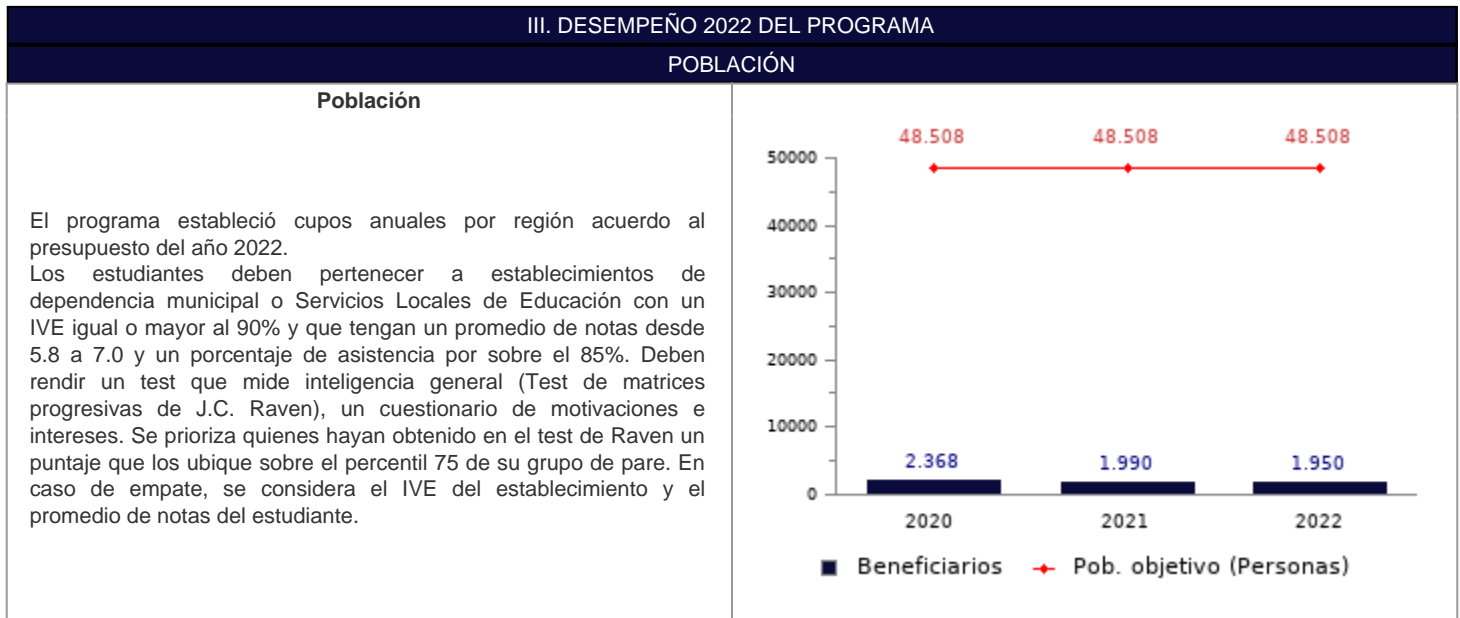 III. DESEMPEÑO 2022 DEL PROGRAMA
POBLACIÓN
Población
El programa estableció cupos anuales por región acuerdo al
presupuesto del año 2022.
Los estudiantes deben pertenecer a establecimientos de
dependencia municipal o Servicios Locales de Educación con un
IVE igual o mayor al 90% y que tengan un promedio de notas desde
5.8 a 7.0 y un porcentaje de asistencia por sobre el 85%. Deben
rendir un test que mide inteligencia general (Test de matrices
progresivas de J.C. Raven), un cuestionario de motivaciones e
intereses. Se prioriza quienes hayan obtenido en el test de Raven un
puntaje que los ubique sobre el percentil 75 de su grupo de pare. En
caso de empate, se considera el IVE del establecimiento y el
promedio de notas del estudiante.
48.508 48.508 48.508
50000
40000
30000
20000
10000
2.368 1.990 1.950
0
2020 2021 2022
Beneficiarios Pob. objetivo (Personas)